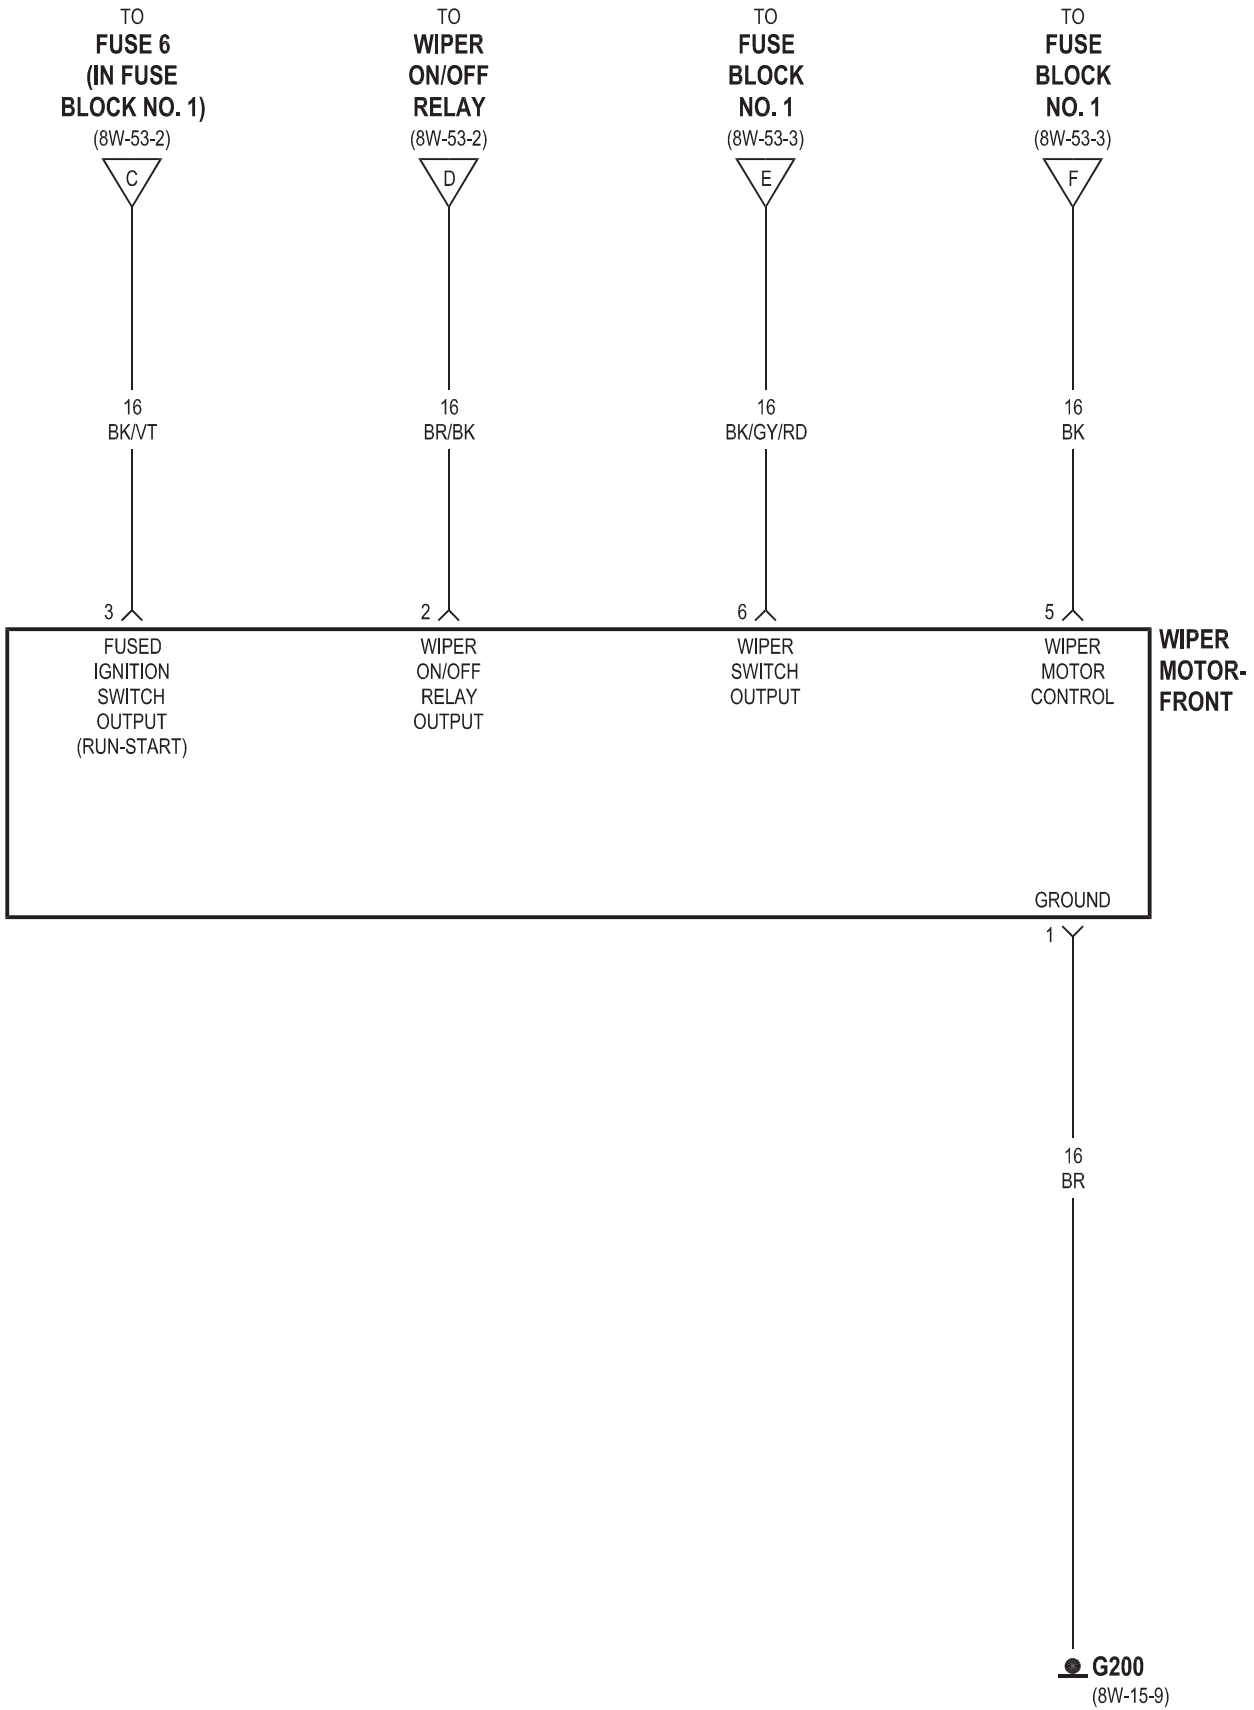 TO
FUSE 6
(IN FUSE
BLOCK NO. 1)
(8W-53-2)
C
TO
WIPER
ON/OFF
RELAY
(8W-53-2)
D
TO
FUSE
BLOCK
NO. 1
(8W-53-3)
E
TO
FUSE
BLOCK
NO. 1
(8W-53-3)
F
16
BK/VT
16
BR/BK
16
BK/GY/RD
16
BK
3
2
6
5
FUSED
IGNITION
SWITCH
OUTPUT
(RUN-START)
WIPER
ON/OFF
RELAY
OUTPUT
WIPER
SWITCH
OUTPUT
WIPER
MOTOR
CONTROL
WIPER
MOTOR-
FRONT
GROUND
1
16
BR
G200
(8W-15-9)